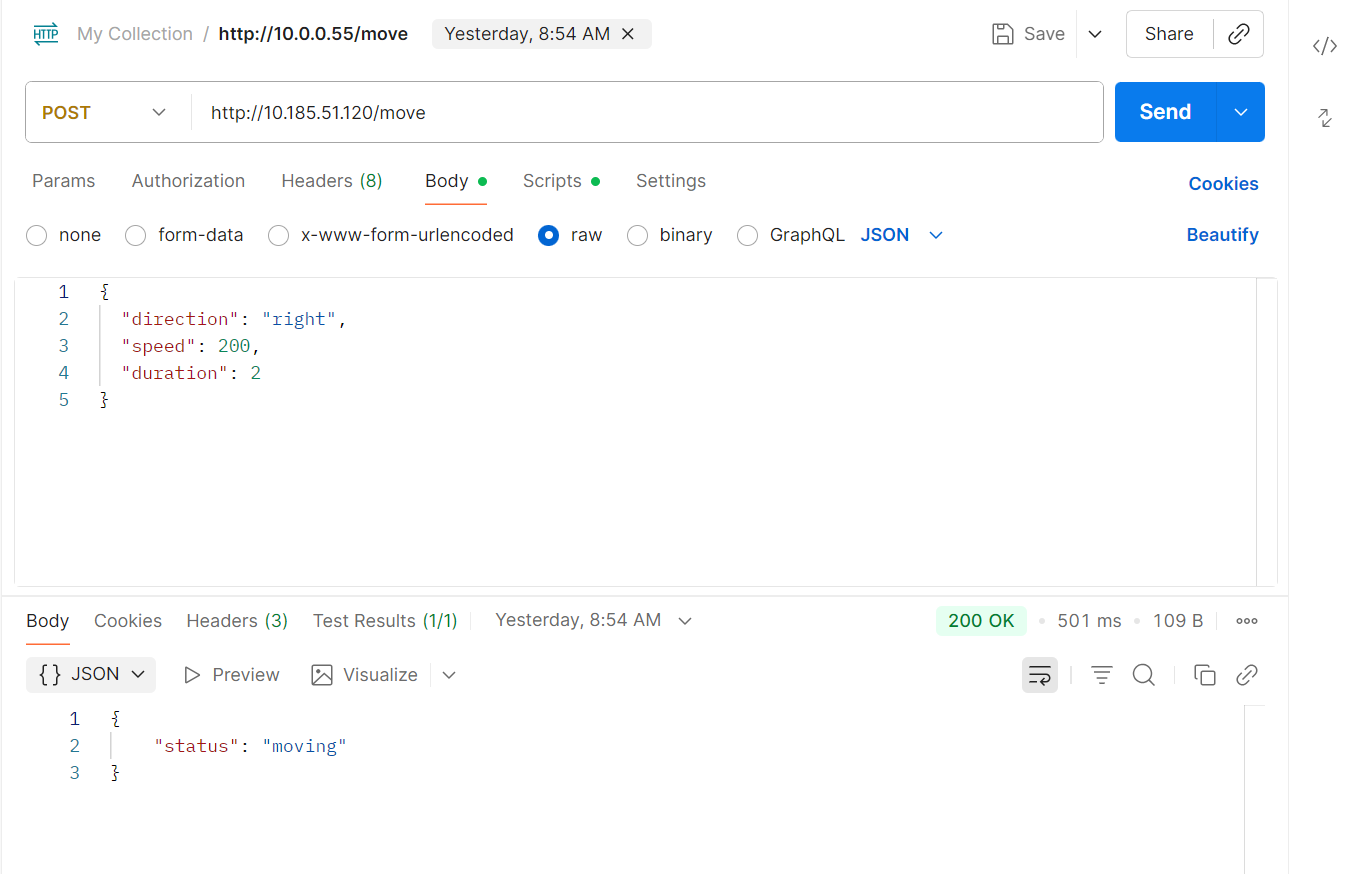 HTTP My Collection / http://10.0.0.55/move Yesterday, 8:54 AM Save Share
POST http://10.185.51.120/move Send
Params Authorization Headers (8) Body Scripts Settings Cookies
none form-data x-www-form-urlencoded raw binary GraphQL JSON Beautify
1 {
2 "direction": "right",
3 "speed": 200,
4 "duration": 2
5 }
Body Cookies Headers (3) Test Results (1/1) Yesterday, 8:54 AM 200 OK 501 ms 109 B
{} JSON Preview Visualize
1 {
2 "status": "moving"
3 }